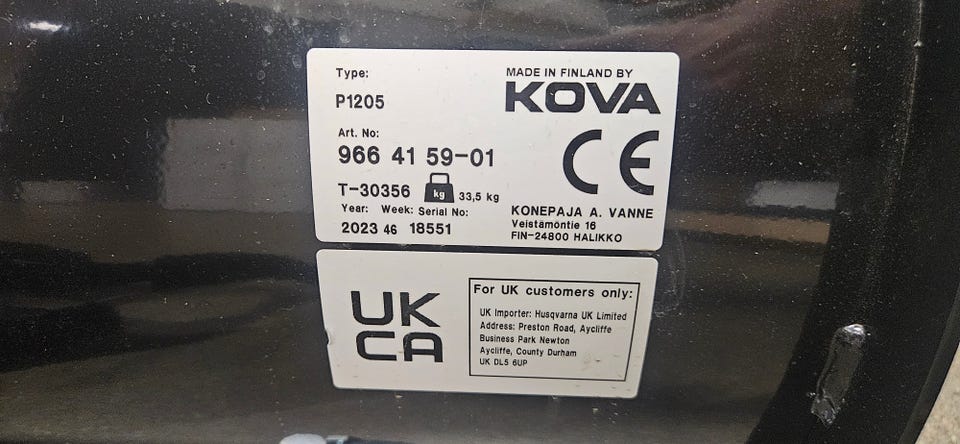 Type:
P1205
MADE IN FINLAND BY
KOVA
Art. No:
966 41 59-01
CE
T-30356 kg 33,5 kg
Year: Week: Serial No:
2023 46 18551
KONEPAJA A. VANNE
Veistämöntie 16
FIN-24800 HALIKKO
UK
CA
For UK customers only:
UK Importer: Husqvarna UK Limited
Address: Preston Road, Aycliffe
Business Park Newton
Aycliffe, County Durham
UK DL5 6UP